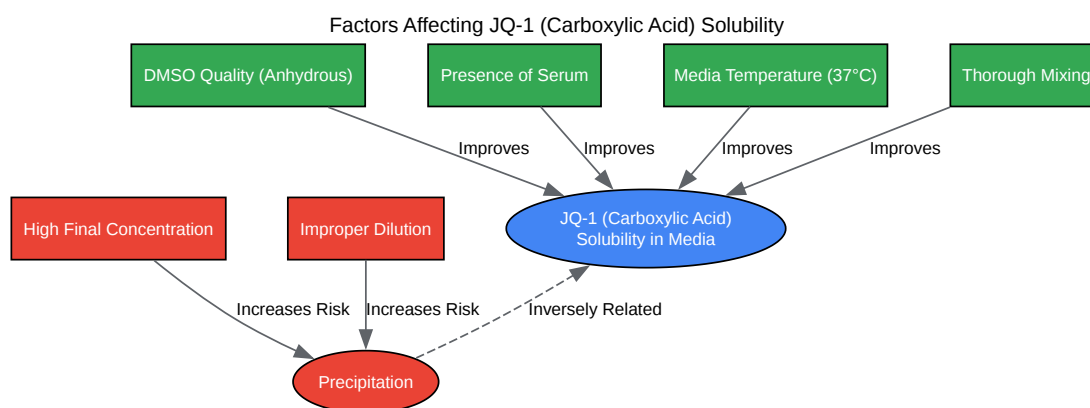 Factors Affecting JQ-1 (Carboxylic Acid) Solubility
DMSO Quality (Anhydrous)
Presence of Serum
Media Temperature (37°C)
Thorough Mixing
Improves
Improves
Improves
Improves
High Final Concentration
Improper Dilution
JQ-1 (Carboxylic Acid)
Solubility in Media
Increases Risk
Increases Risk
Inversely Related
Precipitation